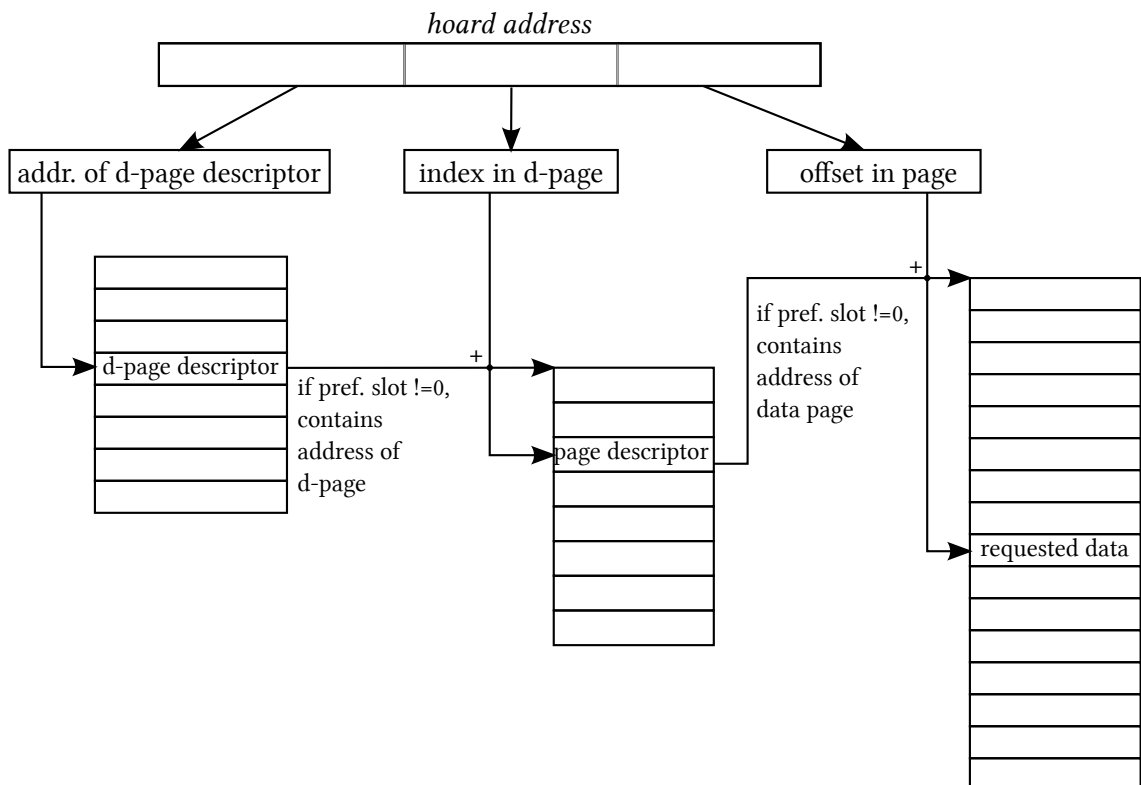 hoard address
addr. of d-page descriptor
index in d-page
offset in page
+
+
d-page descriptor
if pref. slot !=0,
contains
address of
d-page
page descriptor
if pref. slot !=0,
contains
address of
data page
requested data